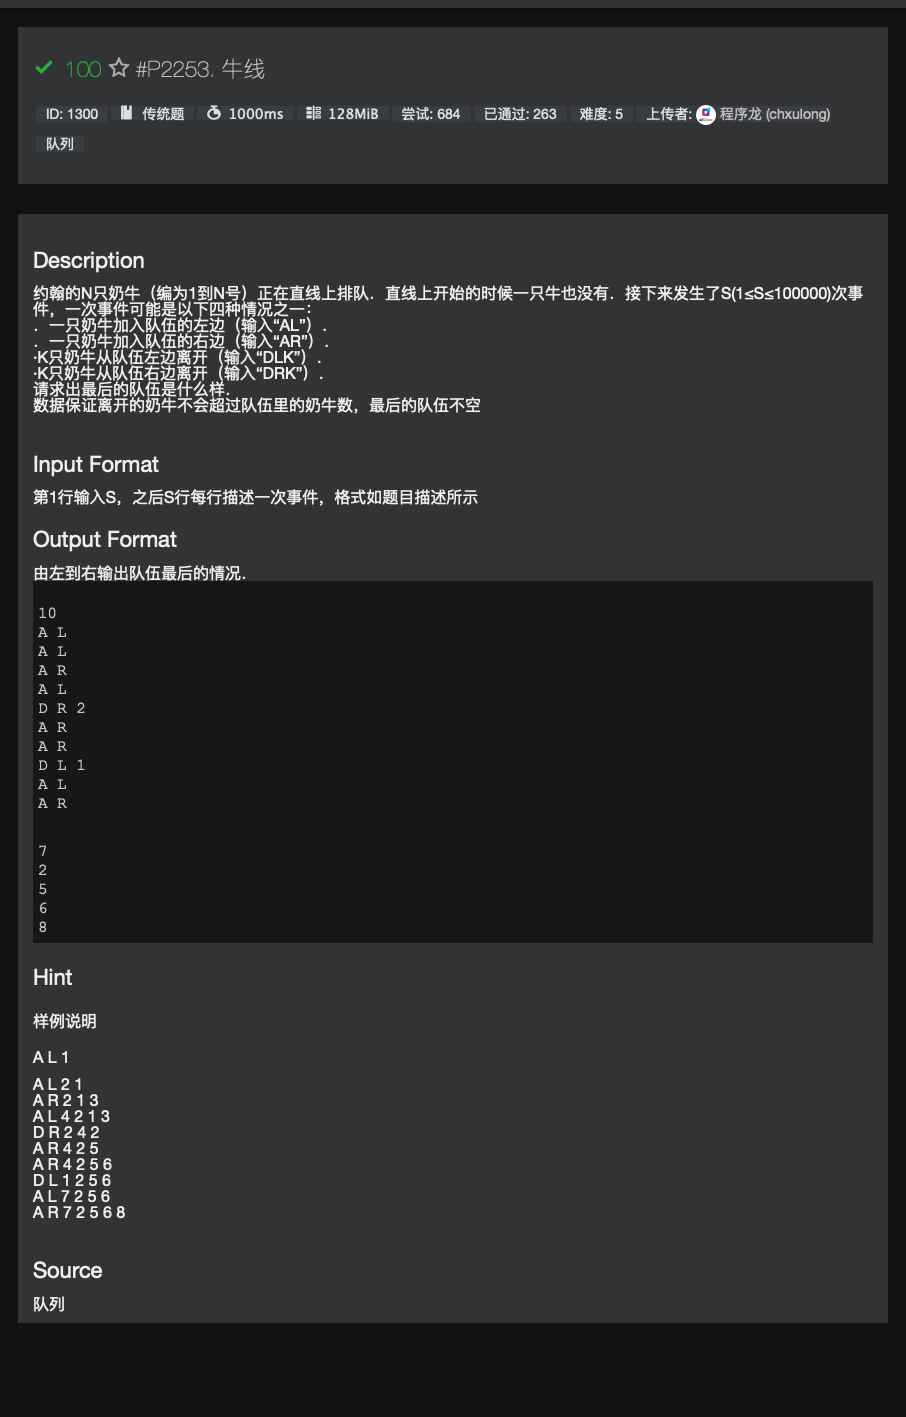 100 #P2253. 牛线
ID: 1300 传统题 1000ms 128MiB 尝试: 684 已通过: 263 难度: 5 上传者: 程序龙 (chxulong)
队列
Description
约翰的N只奶牛（编为1到N号）正在直线上排队．直线上开始的时候一只牛也没有．接下来发生了S(1≤S≤100000)次事
件，一次事件可能是以下四种情况之一：
．一只奶牛加入队伍的左边（输入“AL”）．
．一只奶牛加入队伍的右边（输入“AR”）．
·K只奶牛从队伍左边离开（输入“DLK”）．
·K只奶牛从队伍右边离开（输入“DRK”）．
请求出最后的队伍是什么样．
数据保证离开的奶牛不会超过队伍里的奶牛数，最后的队伍不空
Input Format
第1行输入S，之后S行每行描述一次事件，格式如题目描述所示
Output Format
由左到右输出队伍最后的情况．
10
A L
A L
A R
A L
D R 2
A R
A R
D L 1
A L
A R
7
2
5
6
8
Hint
样例说明
A L 1
A L 2 1
A R 2 1 3
A L 4 2 1 3
D R 2 4 2
A R 4 2 5
A R 4 2 5 6
D L 1 2 5 6
A L 7 2 5 6
A R 7 2 5 6 8
Source
队列